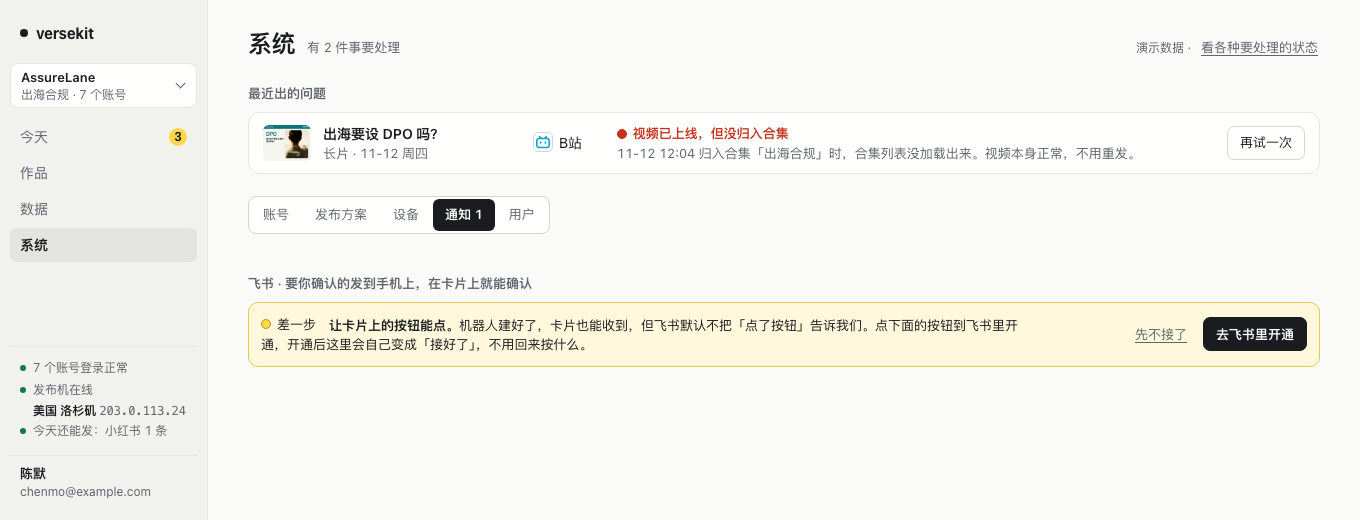 versekit
AssureLane
出海合规 · 7 个账号
今天 3
作品
数据
系统
7 个账号登录正常
发布机在线
美国 洛杉矶 203.0.113.24
今天还能发：小红书 1 条
陈默
chenmo@example.com
系统 有 2 件事要处理
演示数据 · 看各种要处理的状态
最近出的问题
DPO
出海要设 DPO 吗?
长片 · 11-12 周四
B站
视频已上线，但没归入合集
11-12 12:04 归入合集「出海合规」时，合集列表没加载出来。视频本身正常，不用重发。
再试一次
账号 发布方案 设备 通知 1 用户
飞书 · 要你确认的发到手机上，在卡片上就能确认
差一步 让卡片上的按钮能点。机器人建好了，卡片也能收到，但飞书默认不把「点了按钮」告诉我们。点下面的按钮到飞书里开
通，开通后这里会自己变成「接好了」，不用回来按什么。
先不接了
去飞书里开通